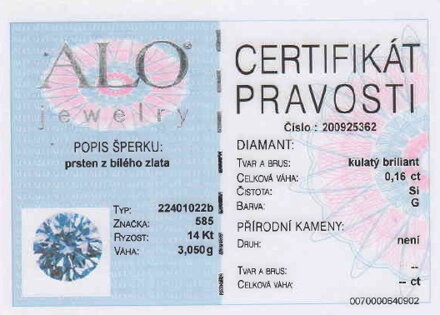 ALO®
jewelry
POPIS ŠPERKU:
prsten z bílého zlata
TYP: 22401022b
ZNAČKA: 585
RYZOST: 14 Kt
VÁHA: 3,050g
CERTIFIKÁT
PRAVOSTI
Číslo : 200925362
DIAMANT:
TVAR A BRUS: kulatý briliant
CELKOVÁ VÁHA: 0,16 ct
ČISTOTA: Si
BARVA: G
PŘÍRODNÍ KAMENY:
DRUH: není
TVAR A BRUS: --
CELKOVÁ VÁHA: -- ct
0070000640902